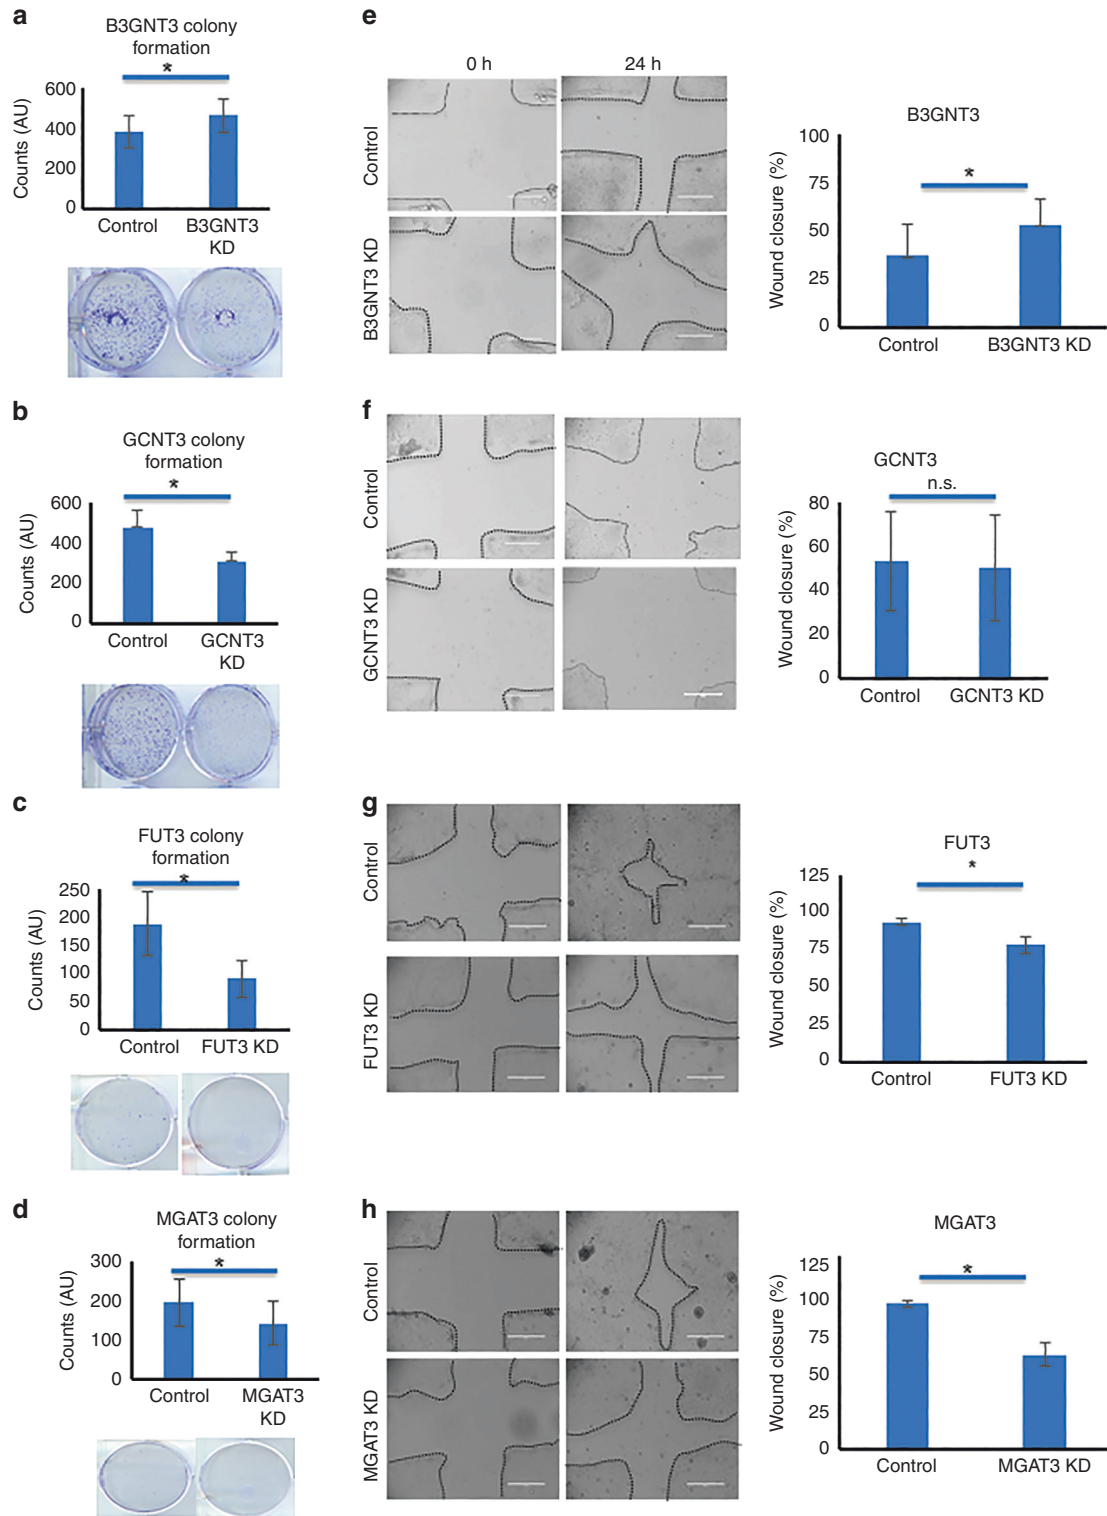 a
B3GNT3 colony
formation
*
Counts (AU)
600
400
200
0
Control
B3GNT3
KD
b
GCNT3 colony
formation
*
Counts (AU)
600
400
200
0
Control
GCNT3
KD
c
FUT3 colony
formation
*
Counts (AU)
250
200
150
100
50
0
Control
FUT3 KD
d
MGAT3 colony
formation
*
Counts (AU)
300
200
100
0
Control
MGAT3
KD
e
0 h
24 h
Control
B3GNT3 KD
B3GNT3
*
Wound closure (%)
100
75
50
25
0
Control
B3GNT3 KD
f
Control
GCNT3 KD
GCNT3
n.s.
Wound closure (%)
80
60
40
20
0
Control
GCNT3 KD
g
Control
FUT3 KD
FUT3
*
Wound closure (%)
125
100
75
50
25
0
Control
FUT3 KD
h
Control
MGAT3 KD
MGAT3
*
Wound closure (%)
125
100
75
50
25
0
Control
MGAT3 KD